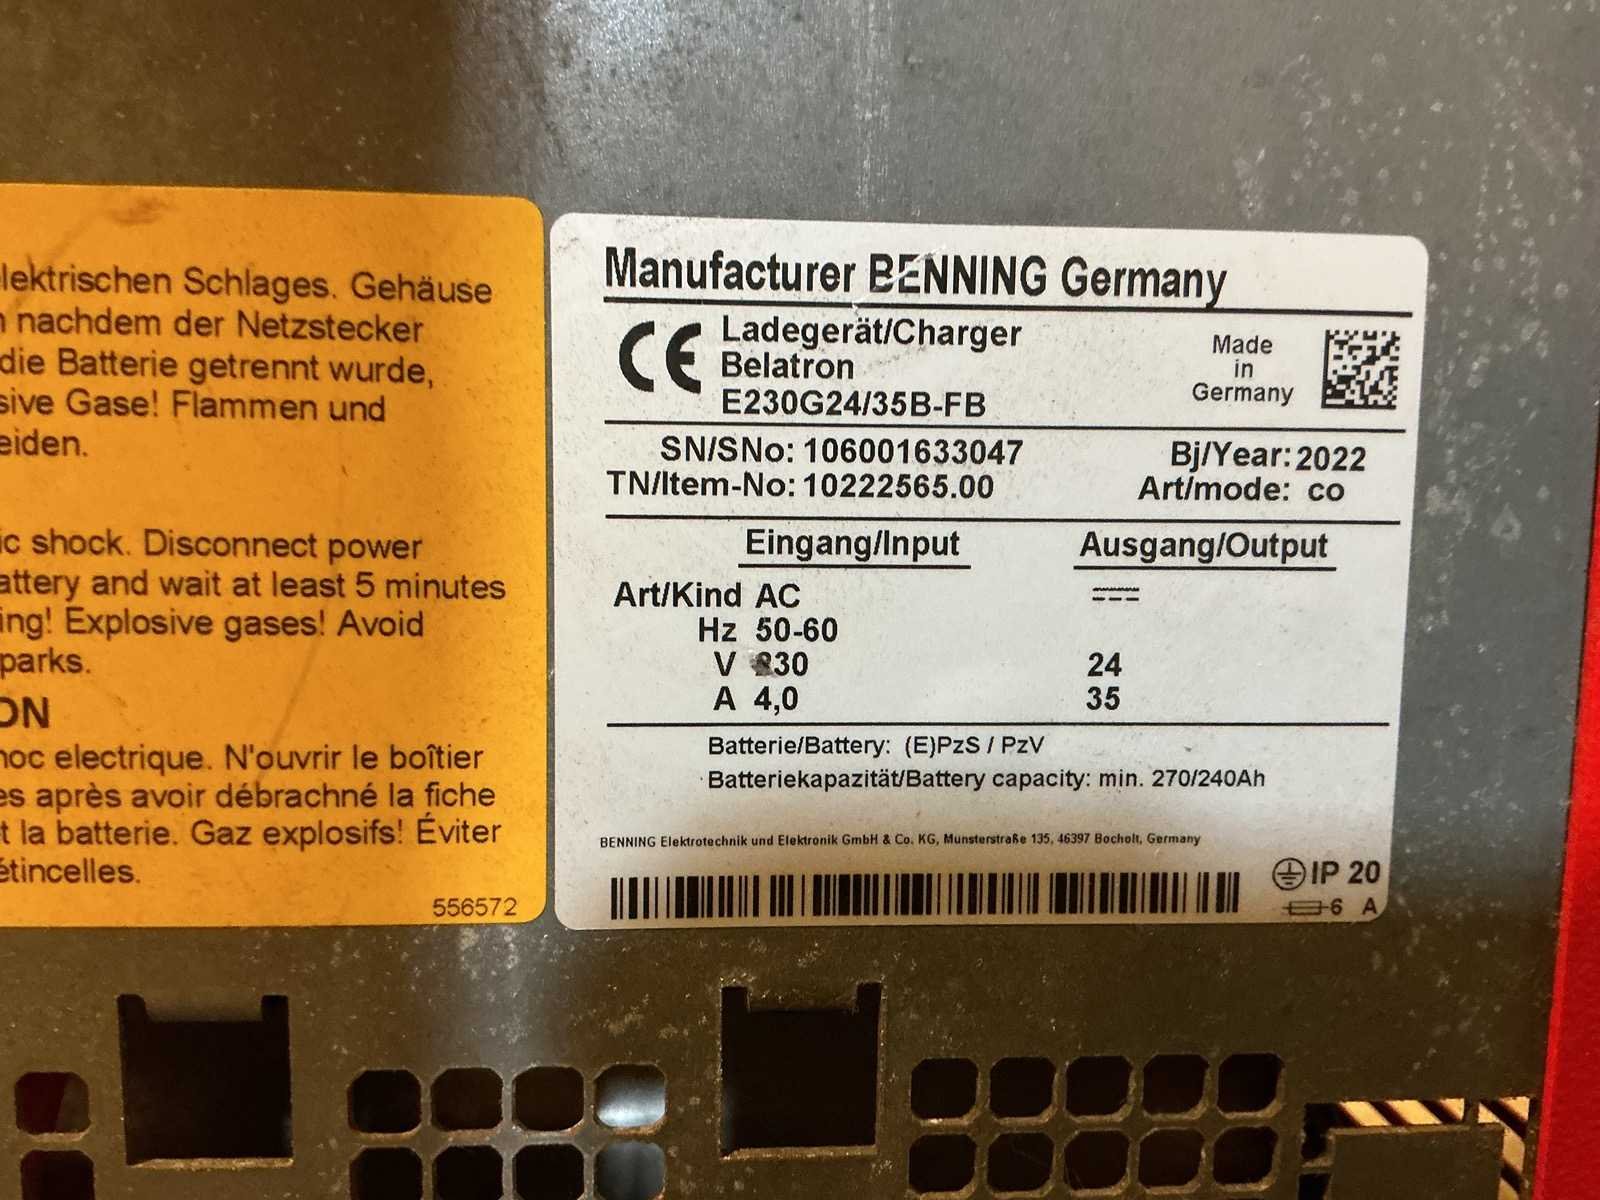 lektrischen Schlages. Gehäuse
nachdem der Netzstecker
die Batterie getrennt wurde,
sive Gase! Flammen und
eiden.
ic shock. Disconnect power
attery and wait at least 5 minutes
ing! Explosive gases! Avoid
parks.
ON
hoc electrique. N'ouvrir le boîtier
es après avoir débrachné la fiche
t la batterie. Gaz explosifs! Éviter
étincelles.
556572
Manufacturer BENNING Germany
CE
Ladegerät/Charger
Belatron
E230G24/35B-FB
Made
in
Germany
SN/SNo: 106001633047 Bj/Year: 2022
TN/Item-No: 10222565.00 Art/mode: co
Eingang/Input Ausgang/Output
Art/Kind AC
Hz 50-60
V 230 24
A 4,0 35
Batterie/Battery: (E)PzS / PzV
Batteriekapazität/Battery capacity: min. 270/240Ah
BENNING Elektrotechnik und Elektronik GmbH & Co. KG, Munsterstraße 135, 46397 Bocholt, Germany
IP 20
6 A